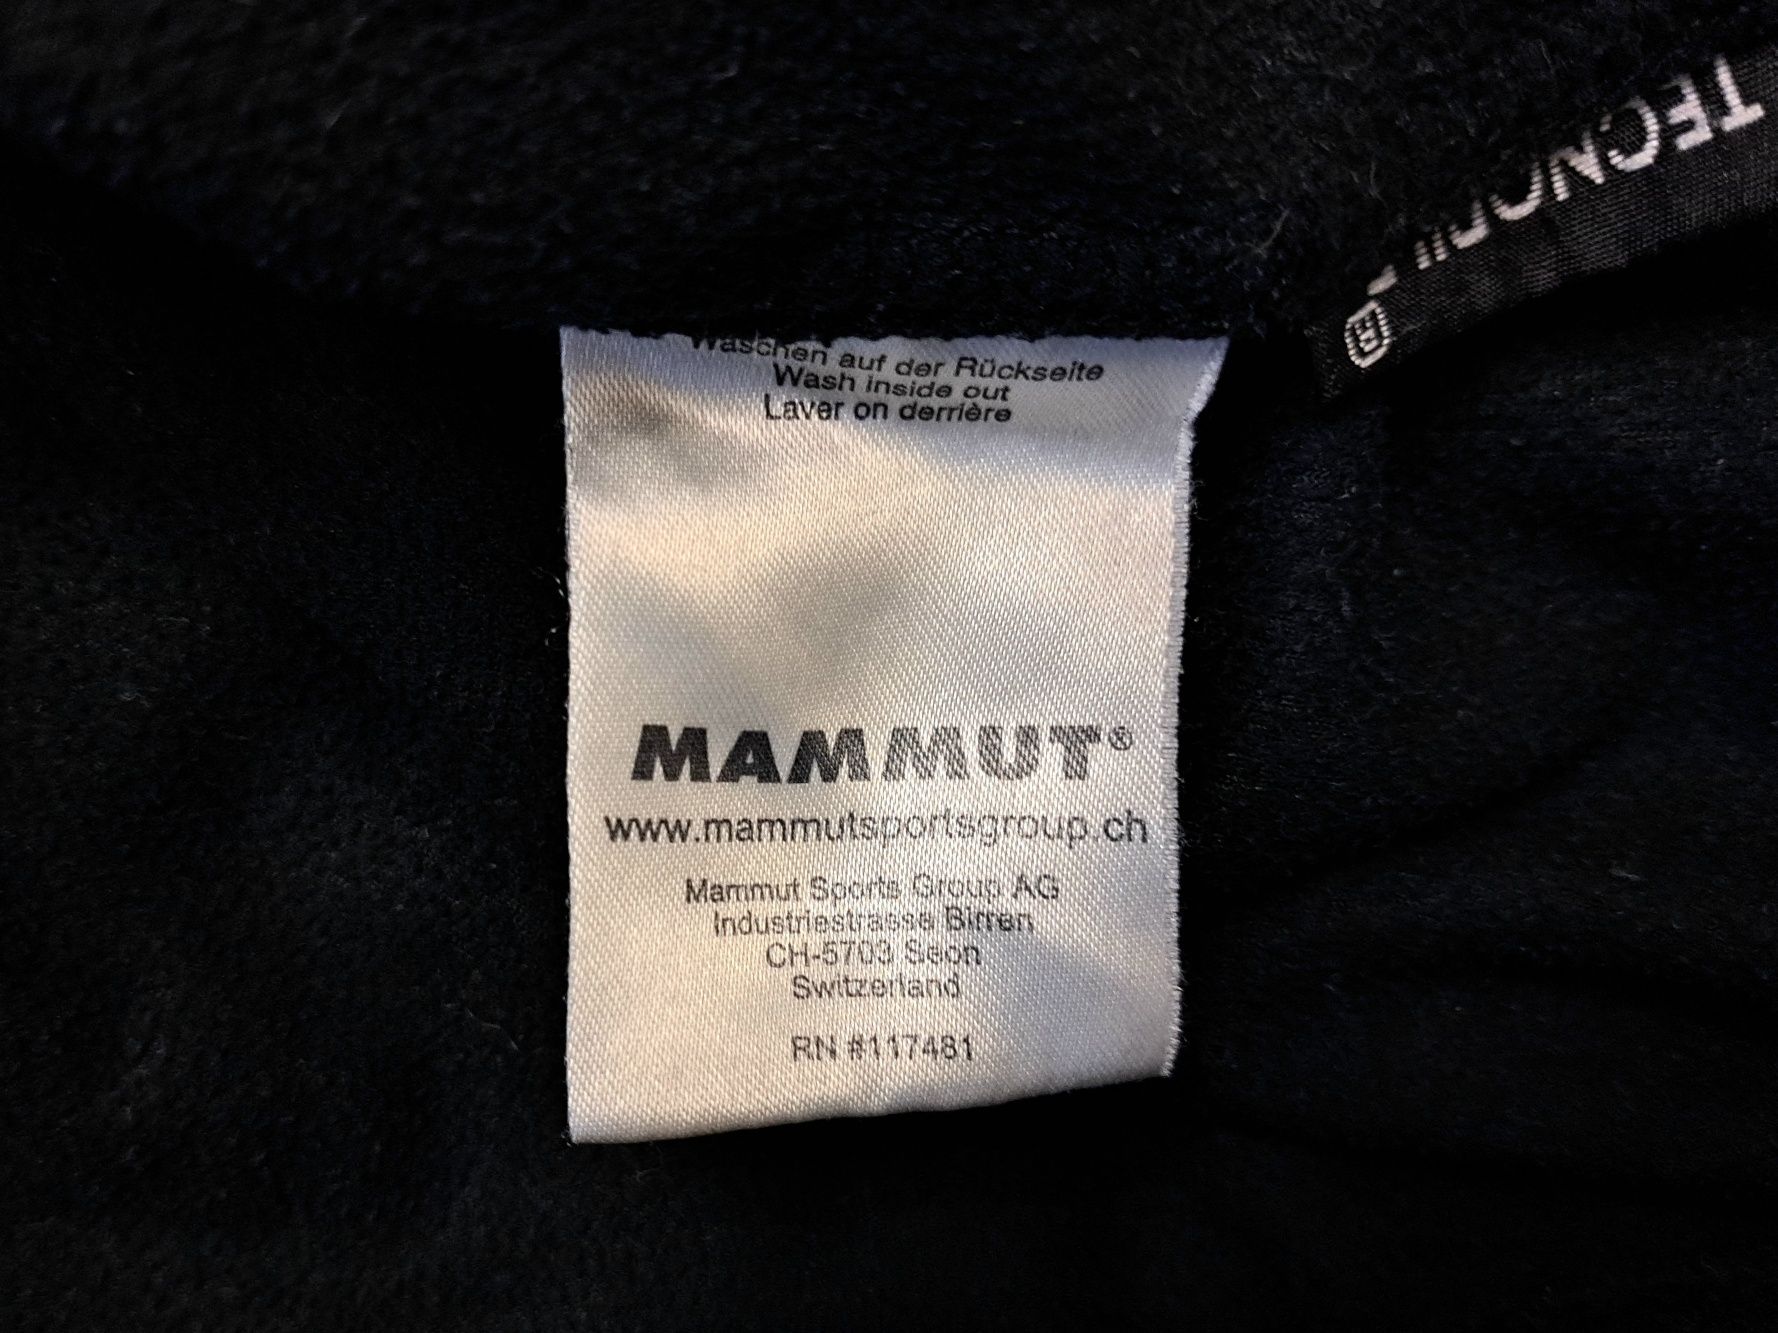 Waschen auf der Rückseite
Wash inside out
Laver on derrière
MAMMUT®
www.mammutsportsgroup.ch
Mammut Sports Group AG
Industriestrasse Birren
CH-5703 Seon
Switzerland
RN #117481